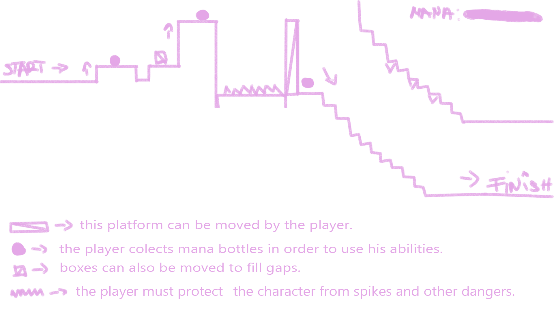 MANA:
START
FINISH
this platform can be moved by the player.
the player colects mana bottles in order to use his abilities.
boxes can also be moved to fill gaps.
the player must protect the character from spikes and other dangers.